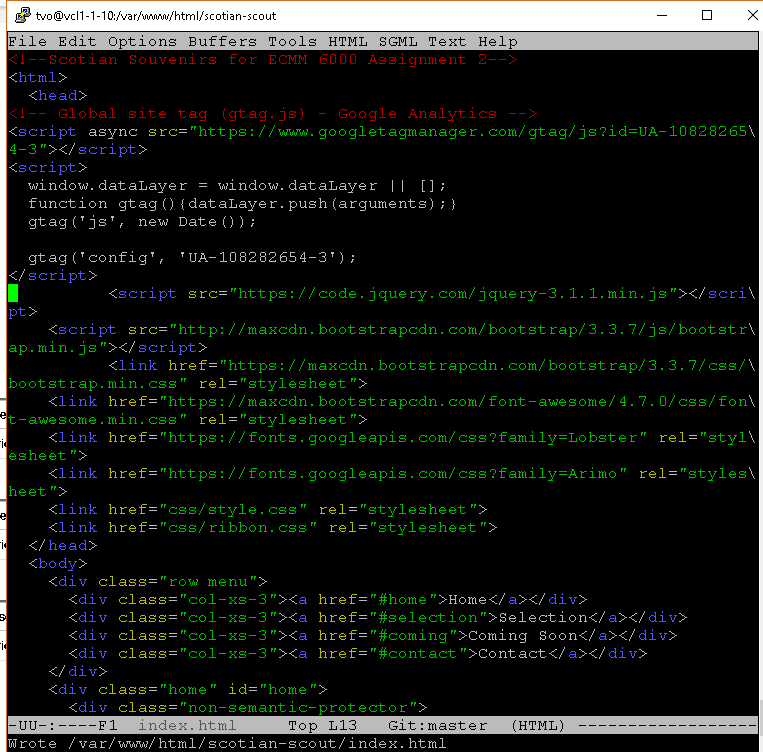 tvo@vcl1-1-10:/var/www/html/scotian-scout
File Edit Options Buffers Tools HTML SGML Text Help
<!--Scotian Souvenirs for ECMM 6000 Assignment 2-->
<html>
  <head>
<!-- Global site tag (gtag.js) - Google Analytics -->
<script async src="https://www.googletagmanager.com/gtag/js?id=UA-10828265\
4-3"></script>
<script>
  window.dataLayer = window.dataLayer || [];
  function gtag(){dataLayer.push(arguments);}
  gtag('js', new Date());

  gtag('config', 'UA-108282654-3');
</script>
          <script src="https://code.jquery.com/jquery-3.1.1.min.js"></scri\
pt>
    <script src="http://maxcdn.bootstrapcdn.com/bootstrap/3.3.7/js/bootstr\
ap.min.js"></script>
          <link href="https://maxcdn.bootstrapcdn.com/bootstrap/3.3.7/css/\
bootstrap.min.css" rel="stylesheet">
    <link href="https://maxcdn.bootstrapcdn.com/font-awesome/4.7.0/css/fon\
t-awesome.min.css" rel="stylesheet">
    <link href="https://fonts.googleapis.com/css?family=Lobster" rel="styl\
esheet">
    <link href="https://fonts.googleapis.com/css?family=Arimo" rel="styles\
heet">
    <link href="css/style.css" rel="stylesheet">
    <link href="css/ribbon.css" rel="stylesheet">
  </head>
  <body>
    <div class="row menu">
      <div class="col-xs-3"><a href="#home">Home</a></div>
      <div class="col-xs-3"><a href="#selection">Selection</a></div>
      <div class="col-xs-3"><a href="#coming">Coming Soon</a></div>
      <div class="col-xs-3"><a href="#contact">Contact</a></div>
    </div>
    <div class="home" id="home">
      <div class="non-semantic-protector">
-UU-:----F1  index.html     Top L13   Git:master  (HTML) ------------------
Wrote /var/www/html/scotian-scout/index.html